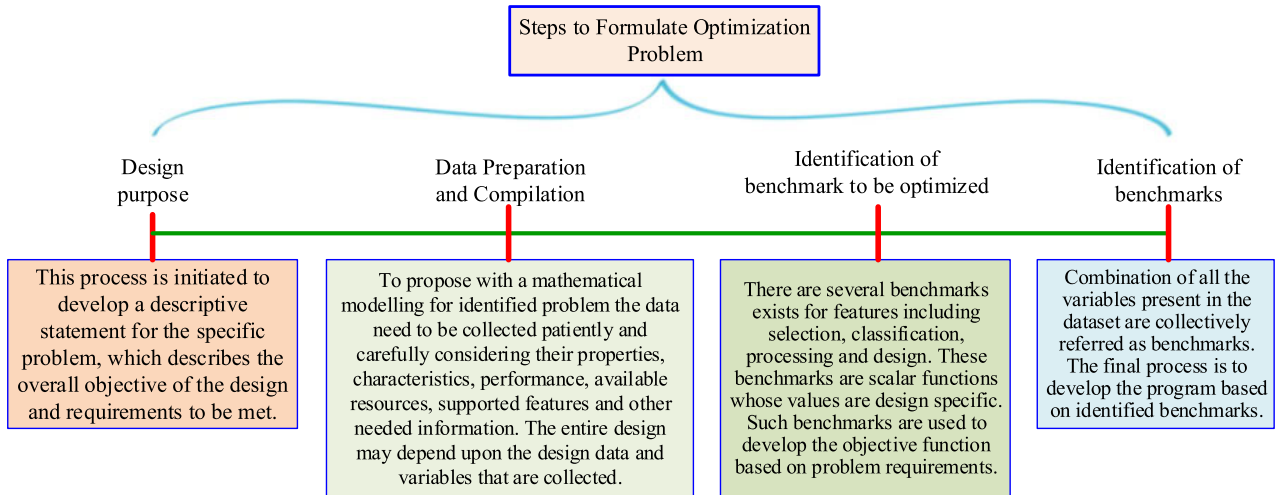 Steps to Formulate Optimization
Problem
Design
purpose
Data Preparation
and Compilation
Identification of
benchmark to be optimized
Identification of
benchmarks
This process is initiated to
develop a descriptive
statement for the specific
problem, which describes the
overall objective of the design
and requirements to be met.
To propose with a mathematical
modelling for identified problem the data
need to be collected patiently and
carefully considering their properties,
characteristics, performance, available
resources, supported features and other
needed information. The entire design
may depend upon the design data and
variables that are collected.
There are several benchmarks
exists for features including
selection, classification,
processing and design. These
benchmarks are scalar functions
whose values are design specific.
Such benchmarks are used to
develop the objective function
based on problem requirements.
Combination of all the
variables present in the
dataset are collectively
referred as benchmarks.
The final process is to
develop the program based
on identified benchmarks.